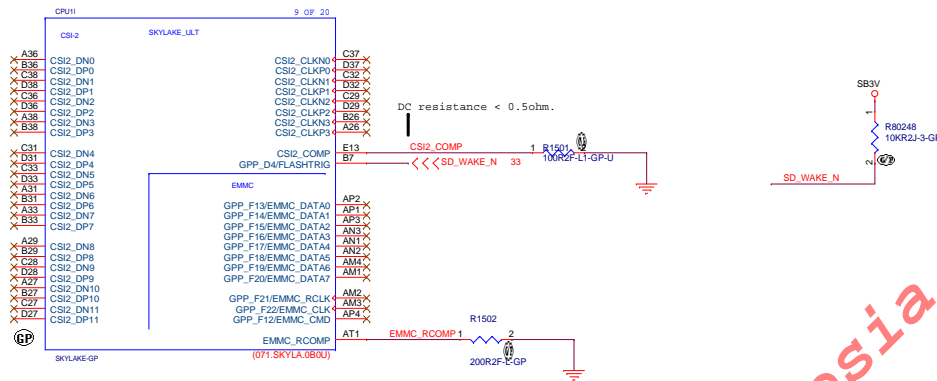 CPU1I
9 OF 20
CSI-2
SKYLAKE_ULT
A36 CSI2_DN0
B36 CSI2_DP0
C38 CSI2_DN1
D38 CSI2_DP1
C36 CSI2_DN2
D36 CSI2_DP2
A38 CSI2_DN3
B38 CSI2_DP3
C31 CSI2_DN4
D31 CSI2_DP4
C33 CSI2_DN5
D33 CSI2_DP5
A31 CSI2_DN6
B31 CSI2_DP6
A33 CSI2_DN7
B33 CSI2_DP7
A29 CSI2_DN8
B29 CSI2_DP8
C28 CSI2_DN9
D28 CSI2_DP9
A27 CSI2_DN10
B27 CSI2_DP10
C27 CSI2_DN11
D27 CSI2_DP11
CSI2_CLKN0 C37
CSI2_CLKP0 D37
CSI2_CLKN1 C32
CSI2_CLKP1 D32
CSI2_CLKN2 C29
CSI2_CLKP2 D29
CSI2_CLKN3 B26
CSI2_CLKP3 A26
CSI2_COMP E13
GPP_D4/FLASHTRIG B7
EMMC
GPP_F13/EMMC_DATA0 AP2
GPP_F14/EMMC_DATA1 AP1
GPP_F15/EMMC_DATA2 AP3
GPP_F16/EMMC_DATA3 AN3
GPP_F17/EMMC_DATA4 AN1
GPP_F18/EMMC_DATA5 AN2
GPP_F19/EMMC_DATA6 AM4
GPP_F20/EMMC_DATA7 AM1
GPP_F21/EMMC_RCLK AM2
GPP_F22/EMMC_CLK AM3
GPP_F12/EMMC_CMD AP4
EMMC_RCOMP AT1
GP
SKYLAKE-GP
(071.SKYLA.0B0U)
DC resistance < 0.5ohm.
CSI2_COMP
1 R1501 2
100R2F-L1-GP-U
SD_WAKE_N 33
EMMC_RCOMP
R1502
1 2
200R2F-L-GP
SB3V
1
R80248
10KR2J-3-GP
2
SD_WAKE_N